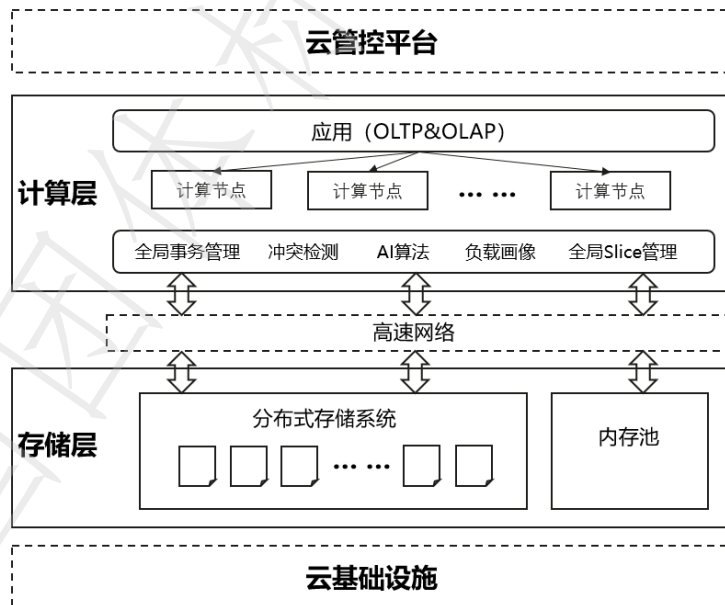 云管控平台
应用（OLTP&OLAP）
计算层
计算节点 计算节点 … … 计算节点
全局事务管理 冲突检测 AI算法 负载画像 全局Slice管理
高速网络
存储层
分布式存储系统
… …
内存池
云基础设施